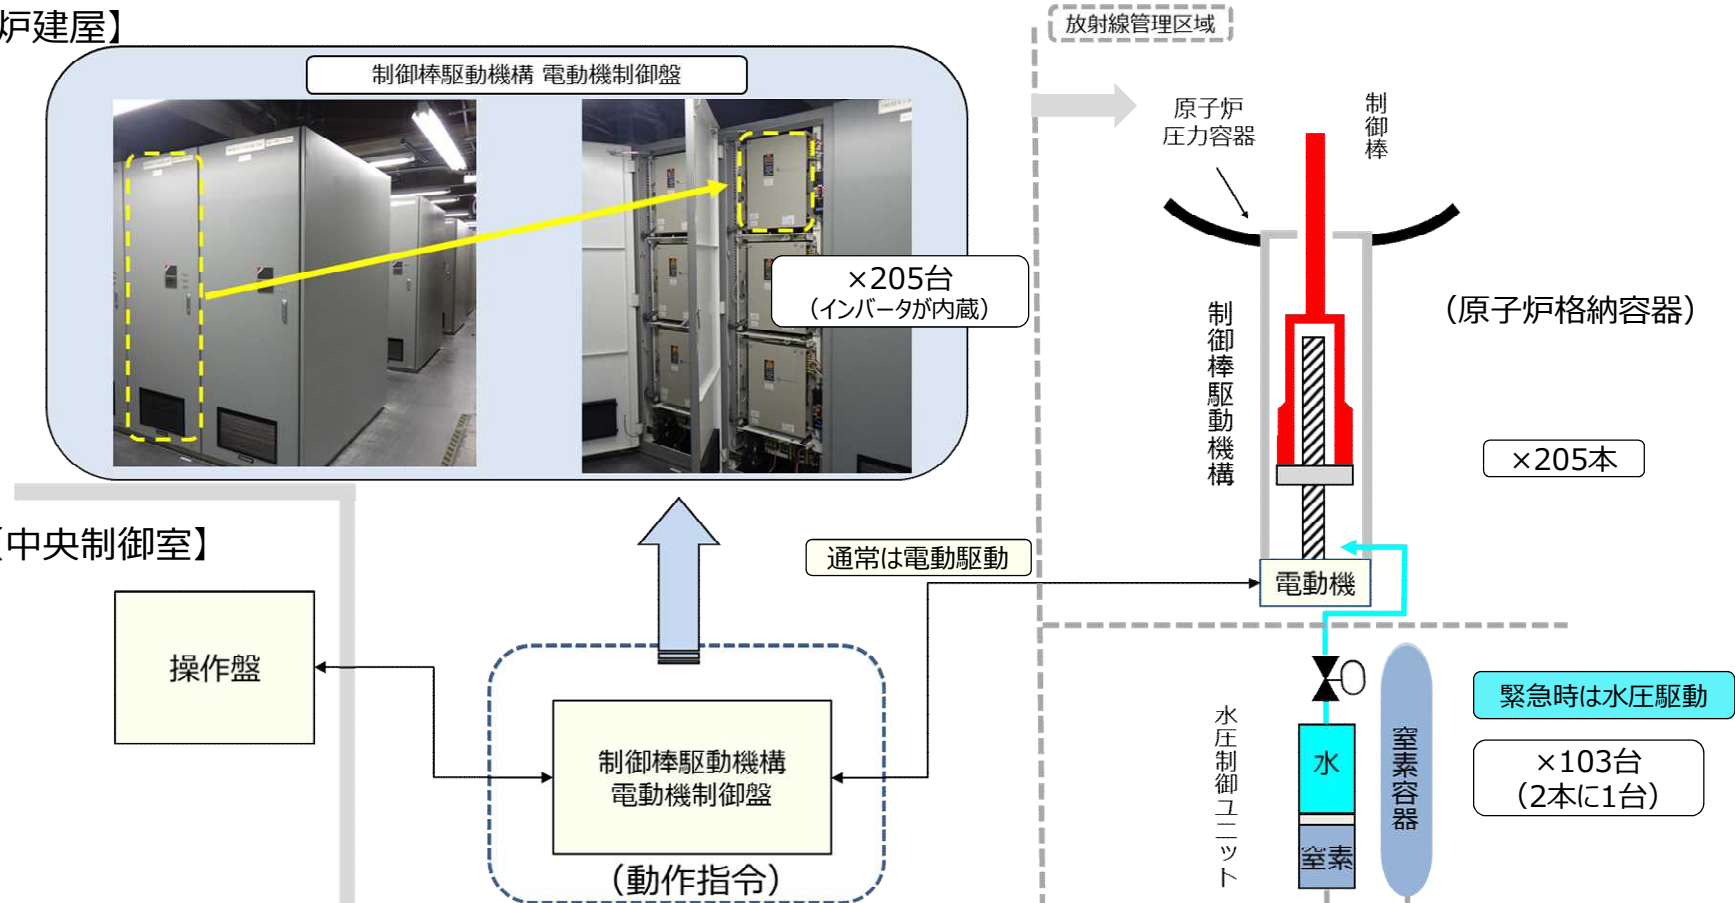 炉建屋】
制御棒駆動機構 電動機制御盤
×205台
（インバータが内蔵）
放射線管理区域
原子炉
圧力容器
制御棒
制御棒駆動機構
（原子炉格納容器）
×205本
【中央制御室】
通常は電動駆動
電動機
操作盤
制御棒駆動機構
電動機制御盤
（動作指令）
水圧制御ユニット
水
窒素
窒素容器
緊急時は水圧駆動
×103台
（2本に1台）